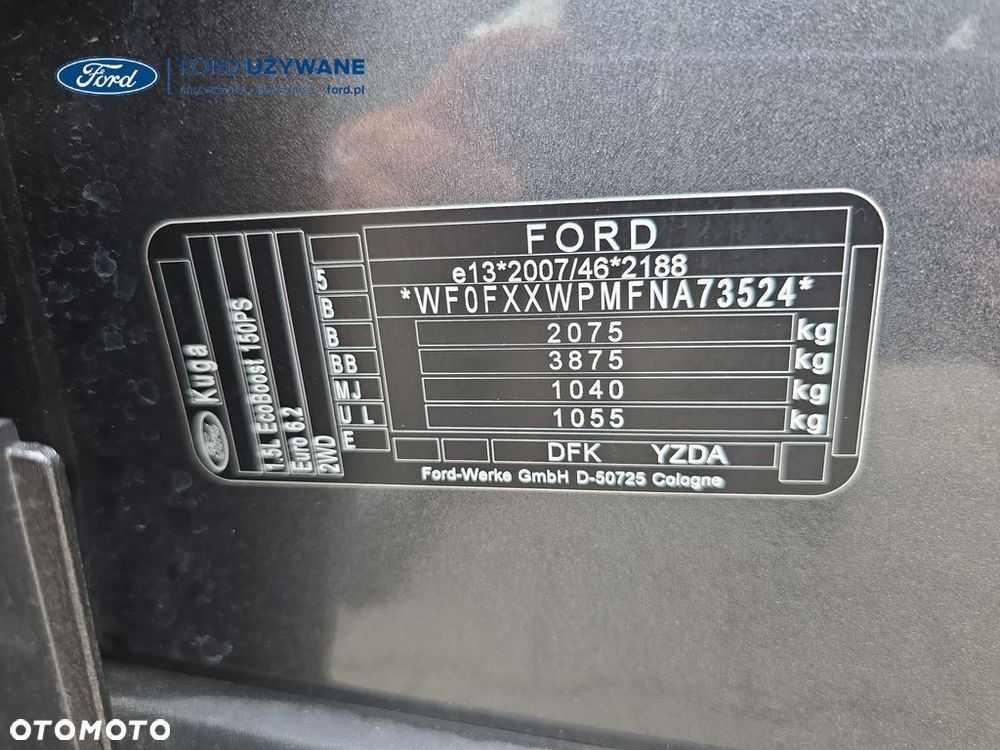 Ford
FORD UŻYWANE
ford.pl
FORD
e13*2007/46*2188
*WF0FXXWPMFNA73524*
2075 kg
3875 kg
1040 kg
1055 kg
DFK YZDA
Ford-Werke GmbH D-50725 Cologne
Ford Kuga
1.5L EcoBoost 150PS
Euro 6.2
2WD
5
B
B
BB
MJ
U L
OTOMOTO